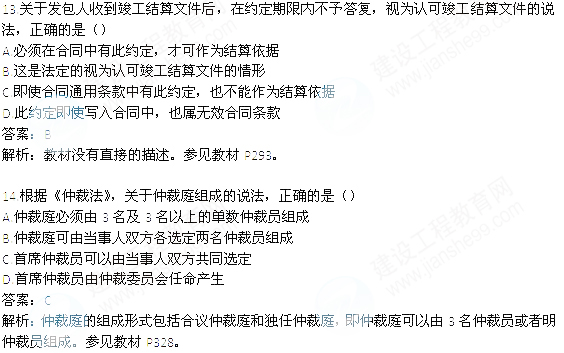 13.关于发包人收到竣工结算文件后，在约定期限内不予答复，视为认可竣工结算文件的说
法，正确的是（）
A.必须在合同中有此约定，才可作为结算依据
B.这是法定的视为认可竣工结算文件的情形
C.即使合同通用条款中有此约定，也不能作为结算依据
D.此约定即使写入合同中，也属无效合同条款
答案：B
解析：教材没有直接的描述。参见教材 P293。
14.根据《仲裁法》，关于仲裁庭组成的说法，正确的是（）
A.仲裁庭必须由 3 名及 3 名以上的单数仲裁员组成
B.仲裁庭可由当事人双方各选定两名仲裁员组成
C.首席仲裁员可以由当事人双方共同选定
D.首席仲裁员由仲裁委员会任命产生
答案：C
解析：仲裁庭的组成形式包括合议仲裁庭和独任仲裁庭，即仲裁庭可以由 3 名仲裁员或者明
仲裁员组成。参见教材 P328。
建设工程教育网